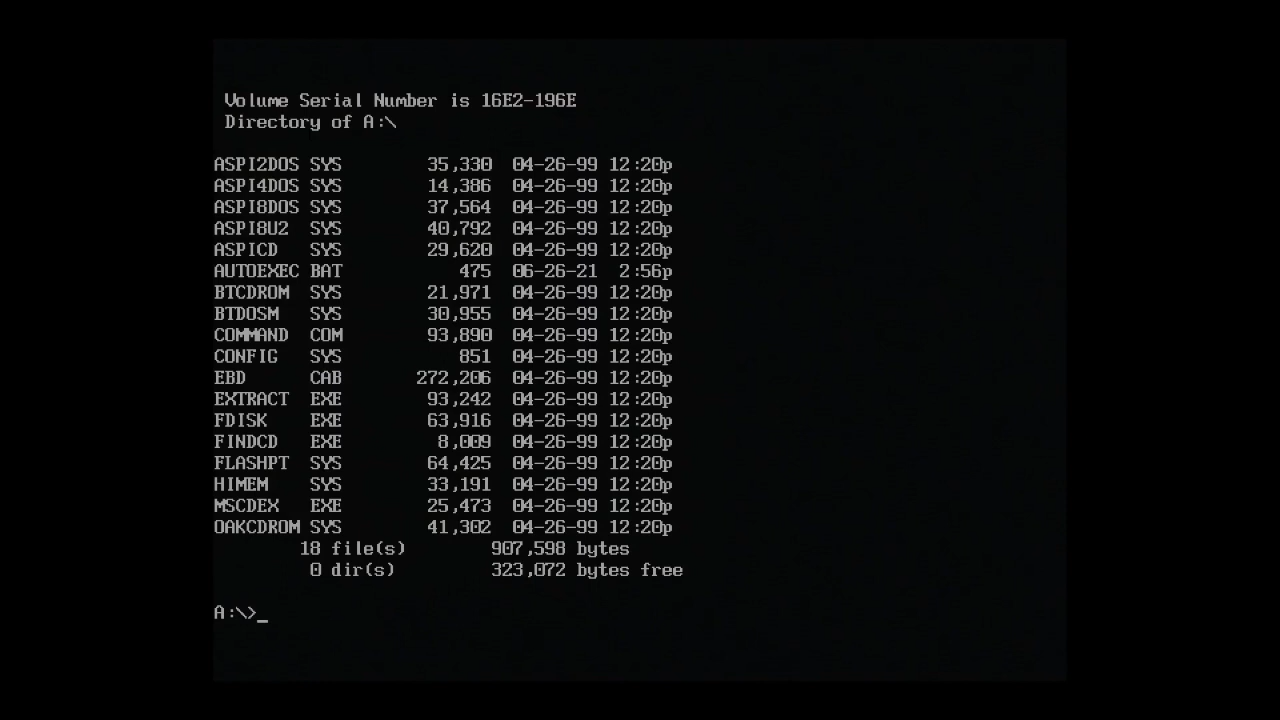 Volume Serial Number is 16E2-196E
Directory of A:\
ASPI2DOS SYS 35,330 04-26-99 12:20p
ASPI4DOS SYS 14,386 04-26-99 12:20p
ASPI8DOS SYS 37,564 04-26-99 12:20p
ASPI8U2 SYS 40,792 04-26-99 12:20p
ASPICD SYS 29,620 04-26-99 12:20p
AUTOEXEC BAT 475 06-26-21 2:56p
BTCDROM SYS 21,971 04-26-99 12:20p
BTDOSM SYS 30,955 04-26-99 12:20p
COMMAND COM 93,890 04-26-99 12:20p
CONFIG SYS 851 04-26-99 12:20p
EBD CAB 272,206 04-26-99 12:20p
EXTRACT EXE 93,242 04-26-99 12:20p
FDISK EXE 63,916 04-26-99 12:20p
FINDCD EXE 8,009 04-26-99 12:20p
FLASHPT SYS 64,425 04-26-99 12:20p
HIMEM SYS 33,191 04-26-99 12:20p
MSCDEX EXE 25,473 04-26-99 12:20p
OAKCDROM SYS 41,302 04-26-99 12:20p
18 file(s) 907,598 bytes
0 dir(s) 323,072 bytes free
A:\>_